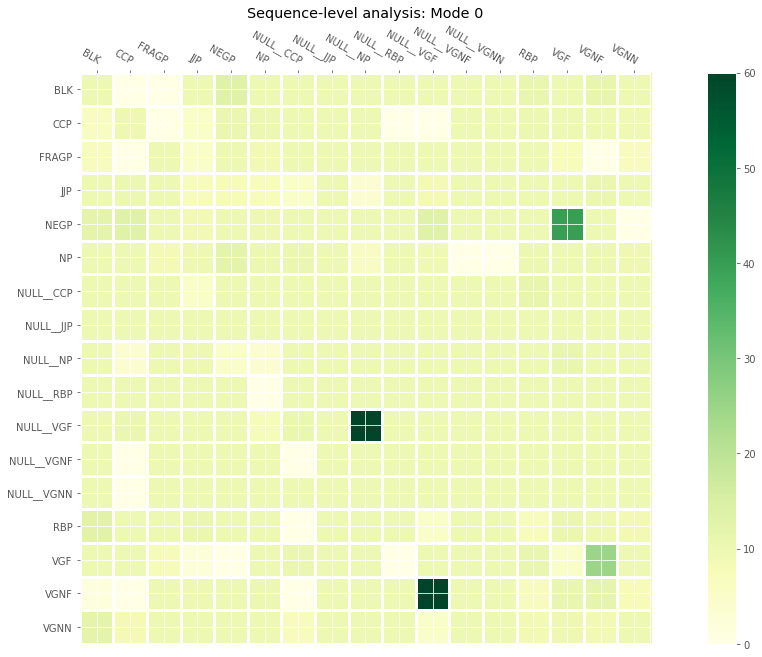 Sequence-level analysis: Mode 0
BLK
CCP
FRAGP
JJP
NEGP
NP
NULL__CCP
NULL__JJP
NULL__NP
NULL__RBP
NULL__VGF
NULL__VGNF
NULL__VGNN
RBP
VGF
VGNF
VGNN
BLK
CCP
FRAGP
JJP
NEGP
NP
NULL__CCP
NULL__JJP
NULL__NP
NULL__RBP
NULL__VGF
NULL__VGNF
NULL__VGNN
RBP
VGF
VGNF
VGNN
60
50
40
30
20
10
0